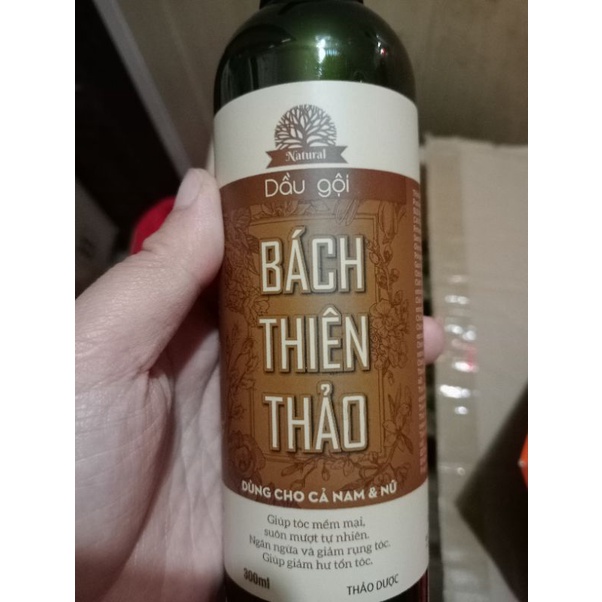 Natural
Dầu gội
BÁCH
THIÊN
THẢO
DÙNG CHO CẢ NAM & NỮ
Giúp tóc mềm mại,
suôn mượt tự nhiên.
Ngăn ngừa và giảm rụng tóc.
Giúp giảm hư tổn tóc.
300ml
THẢO DƯỢC